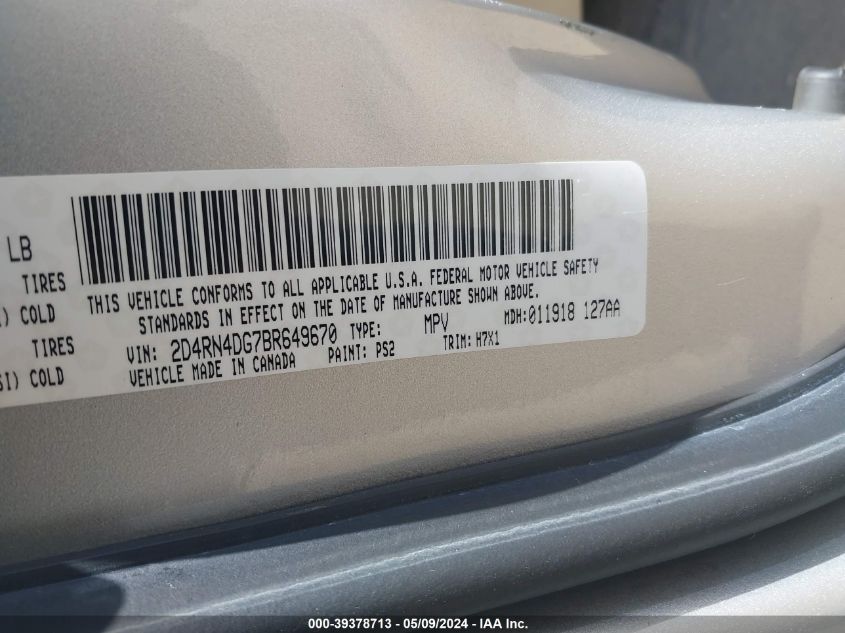 LB
TIRES
) COLD
TIRES
SI) COLD
THIS VEHICLE CONFORMS TO ALL APPLICABLE U.S.A. FEDERAL MOTOR VEHICLE SAFETY
STANDARDS IN EFFECT ON THE DATE OF MANUFACTURE SHOWN ABOVE.
MDH:011918 127AA
VIN: 2D4RN4DG7BR649670 TYPE: MPV
VEHICLE MADE IN CANADA PAINT: PS2 TRIM: H7X1
000-39378713 - 05/09/2024 - IAA Inc.